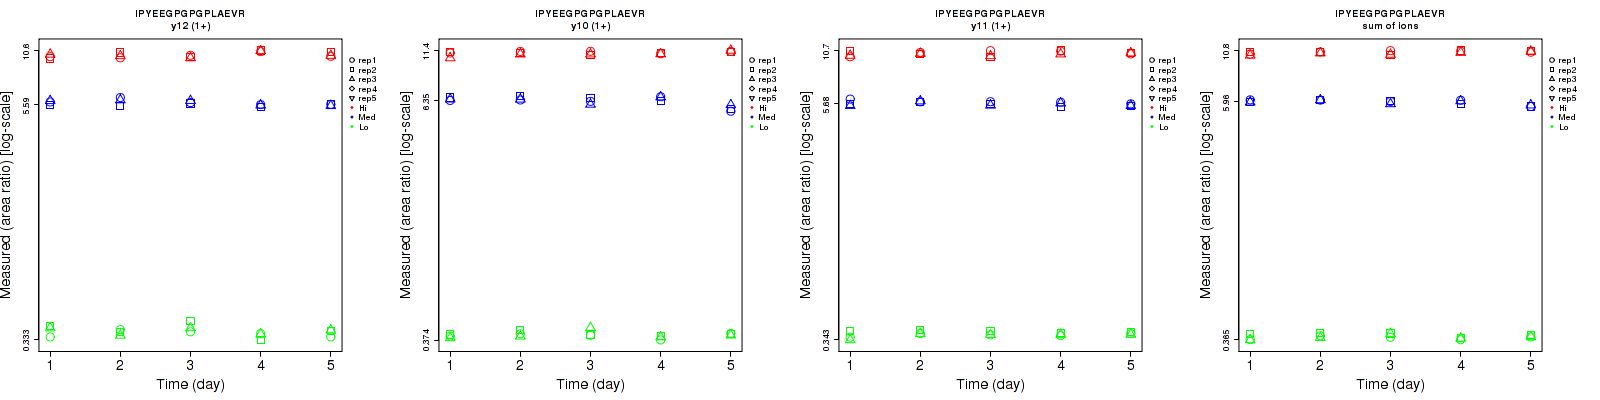 IPYEEGPGPGPLAEVR
y12 (1+)
Measured (area ratio) [log-scale]
10.6
5.59
0.333
1 2 3 4 5
Time (day)
rep1
rep2
rep3
rep4
rep5
Hi
Med
Lo
IPYEEGPGPGPLAEVR
y10 (1+)
Measured (area ratio) [log-scale]
11.4
6.35
0.374
1 2 3 4 5
Time (day)
rep1
rep2
rep3
rep4
rep5
Hi
Med
Lo
IPYEEGPGPGPLAEVR
y11 (1+)
Measured (area ratio) [log-scale]
10.7
5.68
0.343
1 2 3 4 5
Time (day)
rep1
rep2
rep3
rep4
rep5
Hi
Med
Lo
IPYEEGPGPGPLAEVR
sum of ions
Measured (area ratio) [log-scale]
10.8
5.96
0.365
1 2 3 4 5
Time (day)
rep1
rep2
rep3
rep4
rep5
Hi
Med
Lo